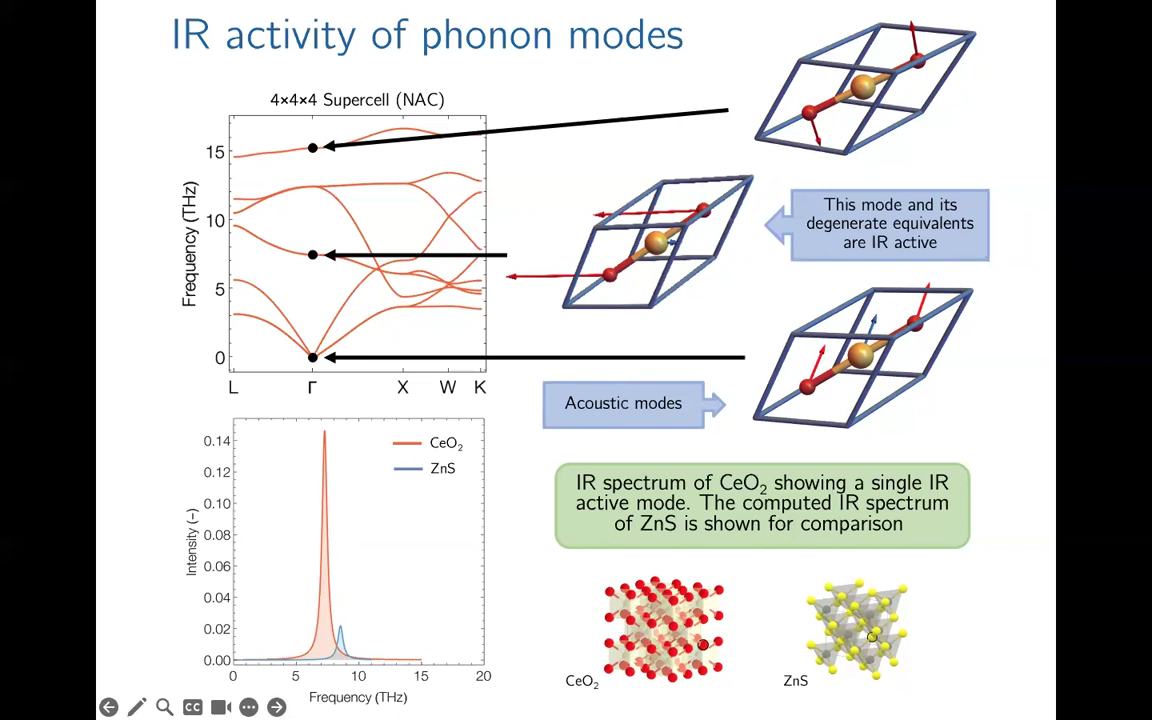 IR activity of phonon modes
4×4×4 Supercell (NAC)
Frequency (THz)
15
10
5
0
L
Γ
X
W
K
This mode and its
degenerate equivalents
are IR active
Acoustic modes
Intensity (–)
0.14
0.12
0.10
0.08
0.06
0.04
0.02
0.00
CeO₂
ZnS
0
5
10
15
20
Frequency (THz)
IR spectrum of CeO₂ showing a single IR
active mode. The computed IR spectrum
of ZnS is shown for comparison
CeO₂
ZnS
CC